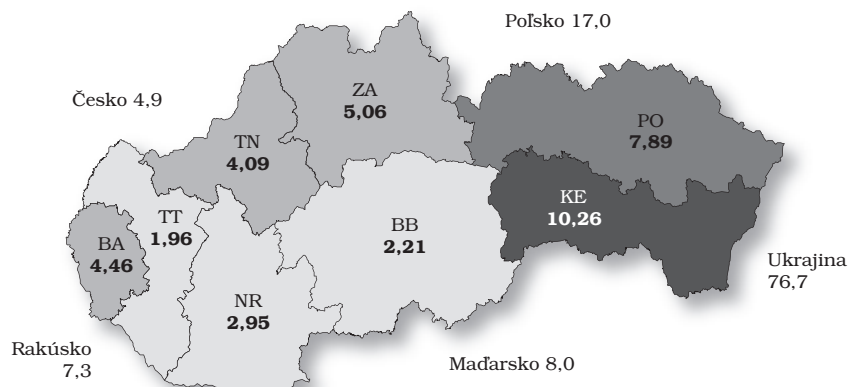 Poľsko 17,0
Česko 4,9
ZA
5,06
PO
7,89
TN
4,09
KE
10,26
TT
1,96
BB
2,21
BA
4,46
Ukrajina
76,7
NR
2,95
Rakúsko
7,3
Maďarsko 8,0